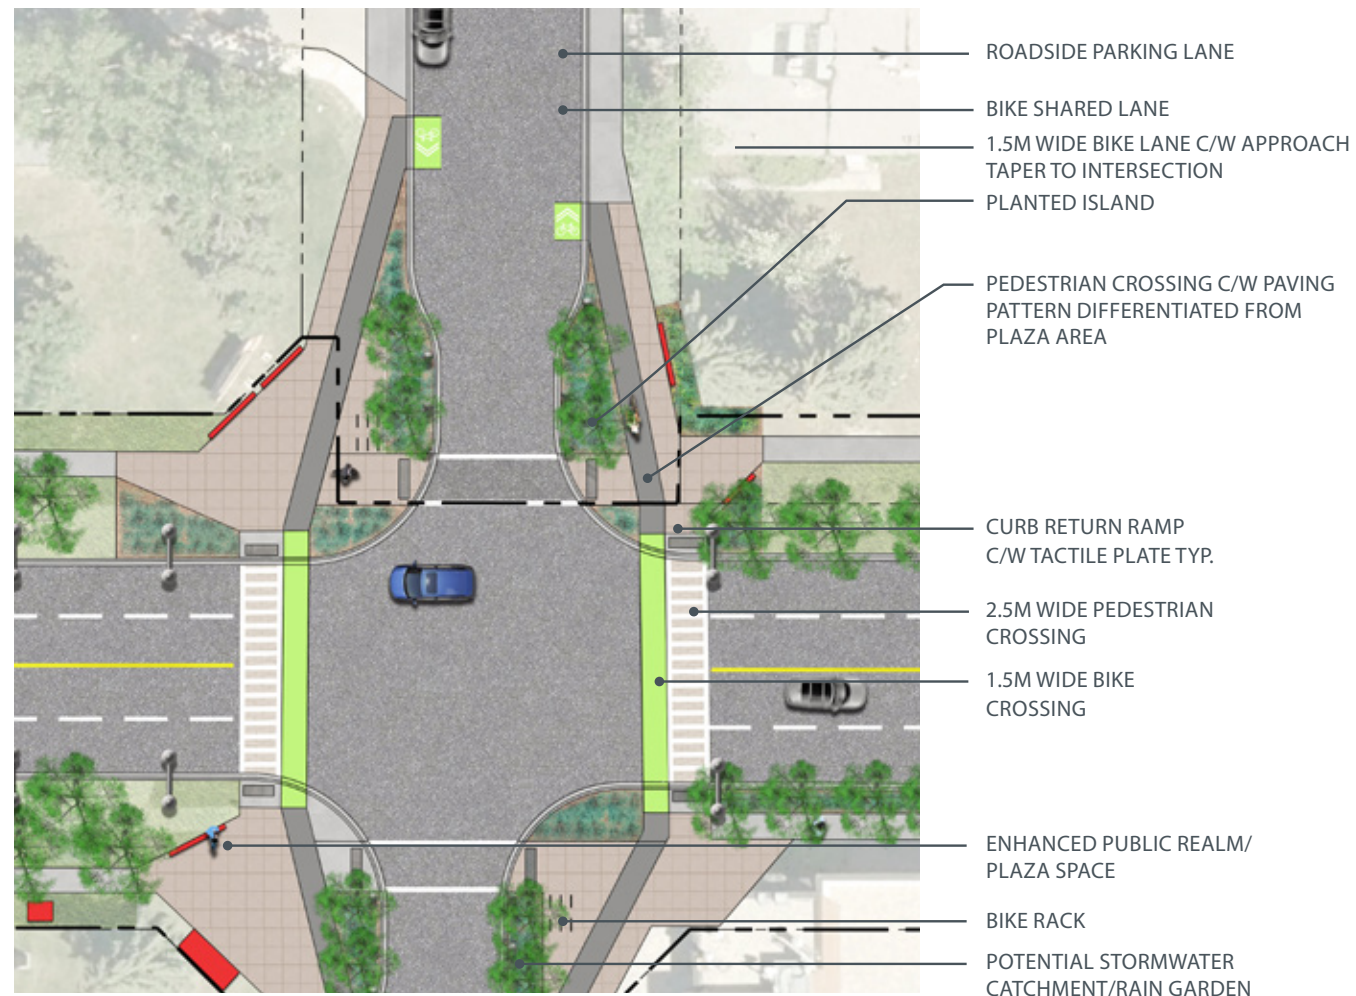 ROADSIDE PARKING LANE
BIKE SHARED LANE
1.5M WIDE BIKE LANE C/W APPROACH
TAPER TO INTERSECTION
PLANTED ISLAND
PEDESTRIAN CROSSING C/W PAVING
PATTERN DIFFERENTIATED FROM
PLAZA AREA
CURB RETURN RAMP
C/W TACTILE PLATE TYP.
2.5M WIDE PEDESTRIAN
CROSSING
1.5M WIDE BIKE
CROSSING
ENHANCED PUBLIC REALM/
PLAZA SPACE
BIKE RACK
POTENTIAL STORMWATER
CATCHMENT/RAIN GARDEN